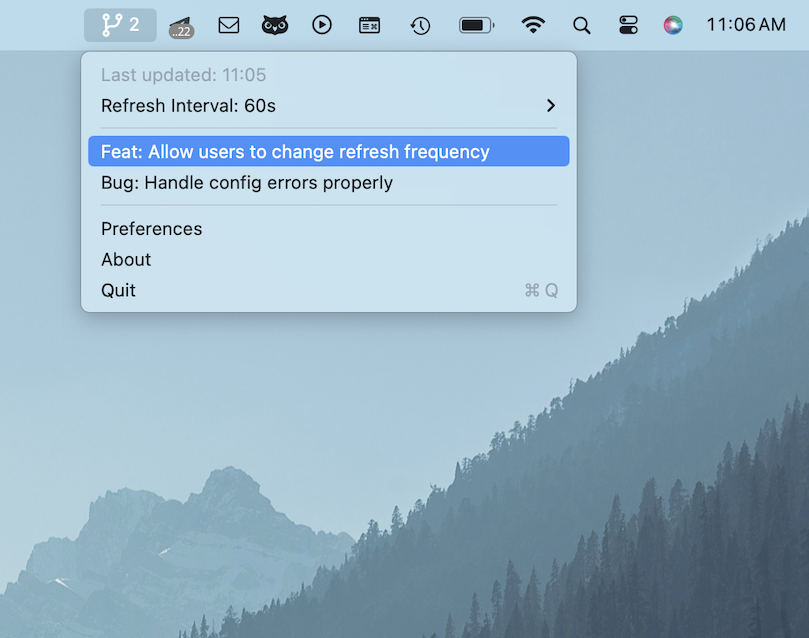 2
..22
11:06 AM
Last updated: 11:05
Refresh Interval: 60s
Feat: Allow users to change refresh frequency
Bug: Handle config errors properly
Preferences
About
Quit ⌘ Q